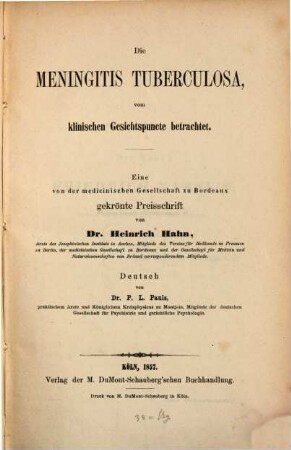 Die
MENINGITIS TUBERCULOSA,
vom
klinischen Gesichtspuncte betrachtet.
Eine
von der medicinischen Gesellschaft zu Bordeaux
gekrönte Preisschrift
von
Dr. Heinrich Hahn,
Arzte des Josephinischen Instituts in Aachen, Mitgliede des Vereins für Heilkunde in Preussen
zu Berlin, der medicinischen Gesellschaft zu Bordeaux und der Gesellschaft für Medicin und
Naturwissenschaften von Brüssel correspondirendem Mitgliede.
Deutsch
von
Dr. P. L. Panis,
praktischem Arzte und Königlichem Kreisphysicus zu Montjoie, Mitgliede der deutschen
Gesellschaft für Psychiatrie und gerichtliche Psychologie.
KÖLN, 1857.
Verlag der M. DuMont-Schauberg'schen Buchhandlung.
Druck von M. DuMont-Schauberg in Köln.